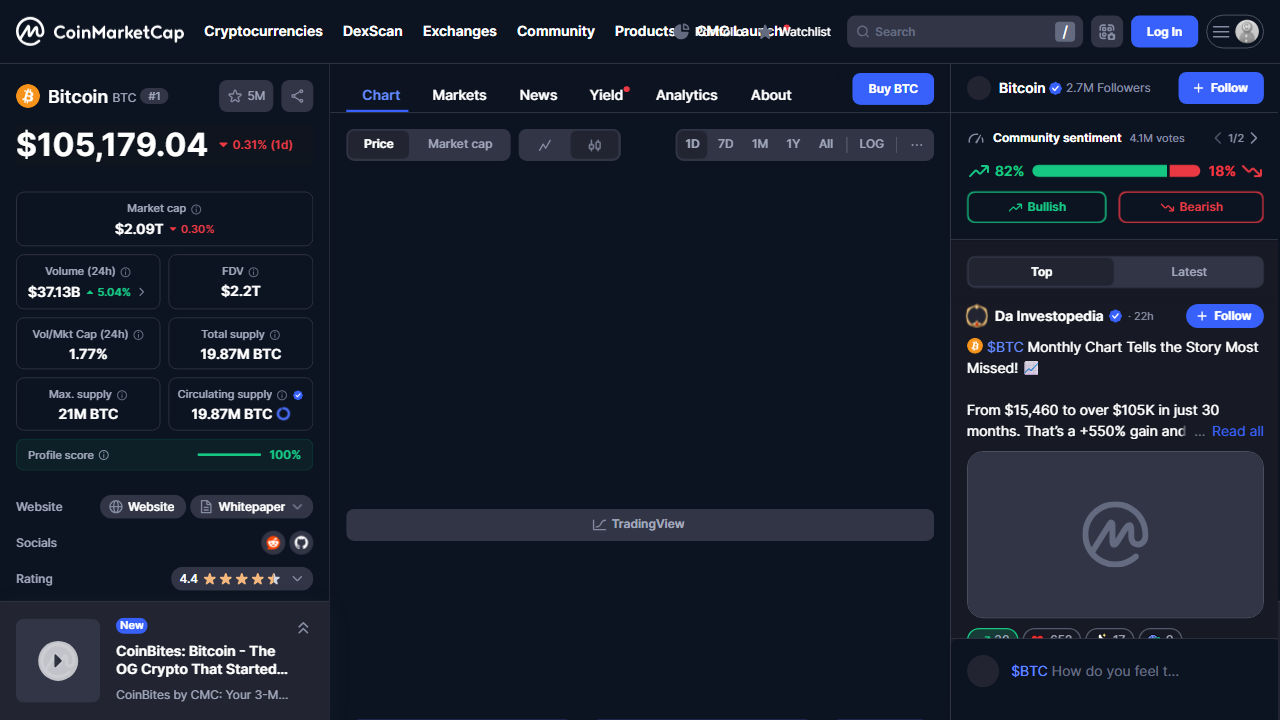 CoinMarketCap
Cryptocurrencies DexScan Exchanges Community Products CMC Launch Watchlist Search / Log In
Bitcoin BTC #1 5M
$105,179.04 0.31% (1d)
Market cap
$2.09T 0.30%
Volume (24h)
$37.13B 5.04%
FDV
$2.2T
Vol/Mkt Cap (24h)
1.77%
Total supply
19.87M BTC
Max. supply
21M BTC
Circulating supply
19.87M BTC
Profile score 100%
Website Website Whitepaper
Socials
Rating 4.4
New
CoinBites: Bitcoin - The
OG Crypto That Started...
CoinBites by CMC: Your 3-M...
Chart Markets News Yield Analytics About Buy BTC
Price Market cap 1D 7D 1M 1Y All LOG ...
TradingView
Bitcoin 2.7M Followers + Follow
Community sentiment 4.1M votes 1/2
82% 18%
Bullish Bearish
Top Latest
Da Investopedia · 22h + Follow
$BTC Monthly Chart Tells the Story Most
Missed!
From $15,460 to over $105K in just 30
months. That's a +550% gain and ... Read all
$BTC How do you feel t...